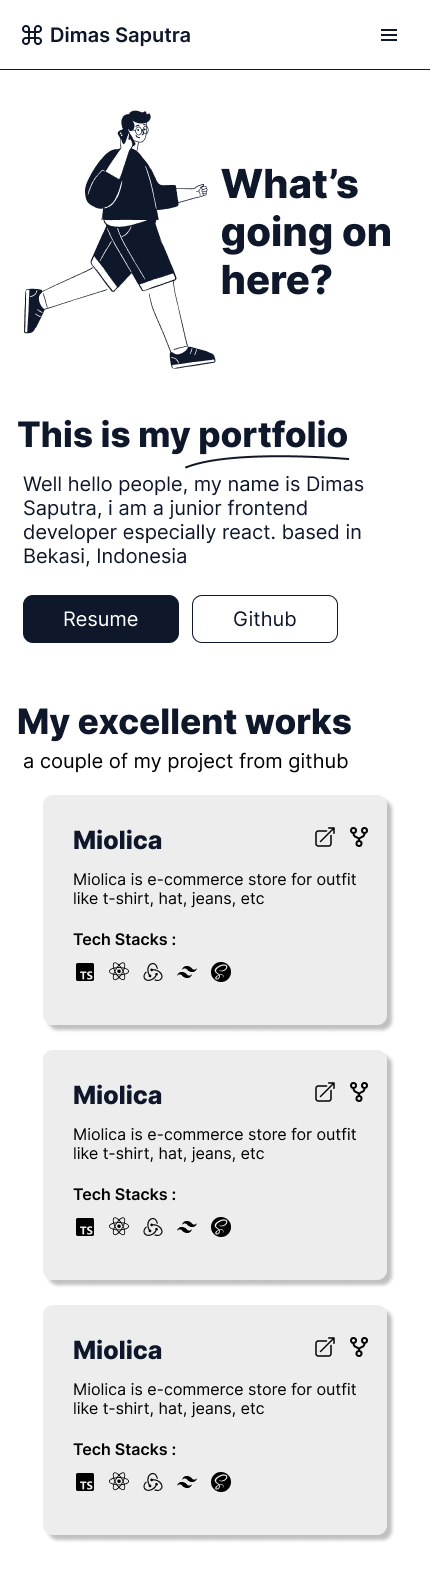 Dimas Saputra
What’s
going on
here?
This is my portfolio
Well hello people, my name is Dimas
Saputra, i am a junior frontend
developer especially react. based in
Bekasi, Indonesia
Resume
Github
My excellent works
a couple of my project from github
Miolica
Miolica is e-commerce store for outfit
like t-shirt, hat, jeans, etc
Tech Stacks :
TS
Miolica
Miolica is e-commerce store for outfit
like t-shirt, hat, jeans, etc
Tech Stacks :
TS
Miolica
Miolica is e-commerce store for outfit
like t-shirt, hat, jeans, etc
Tech Stacks :
TS